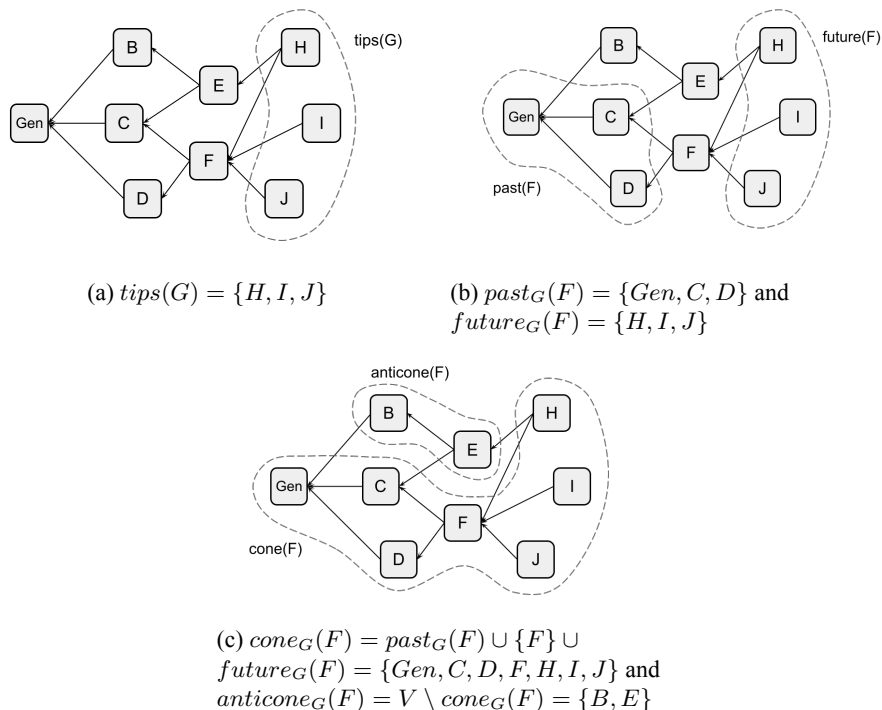 B
H
tips(G)
E
Gen
C
I
F
D
J
(a) tips(G) = {H, I, J}
B
H
future(F)
E
Gen
C
I
F
past(F)
D
J
(b) past_G(F) = {Gen, C, D} and
future_G(F) = {H, I, J}
anticone(F)
B
H
E
Gen
C
I
F
cone(F)
D
J
(c) cone_G(F) = past_G(F) ∪ {F} ∪
future_G(F) = {Gen, C, D, F, H, I, J} and
anticone_G(F) = V \ cone_G(F) = {B, E}